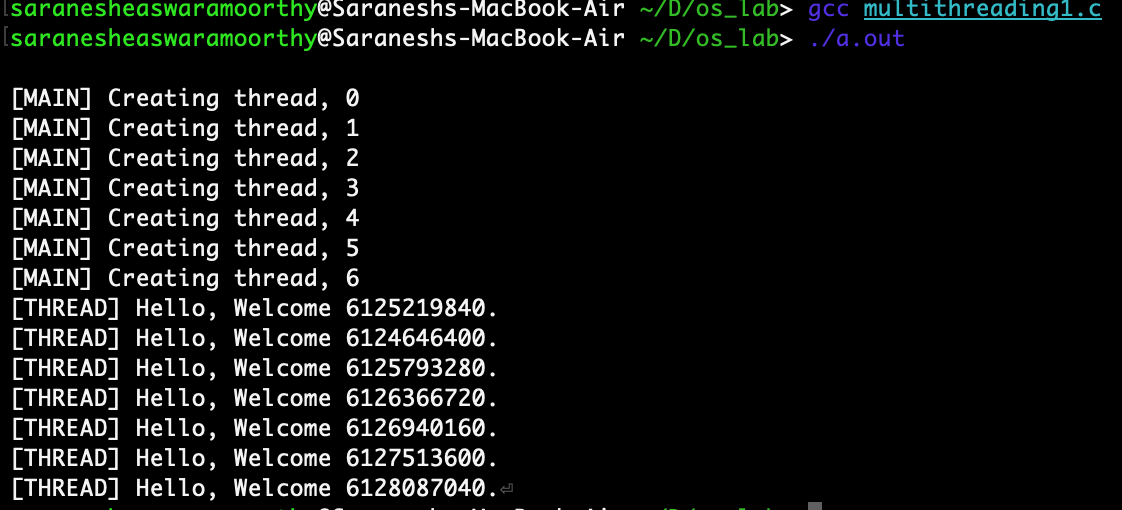 saranesheaswaramoorthy@Saraneshs-MacBook-Air ~/D/os_lab> gcc multithreading1.c
saranesheaswaramoorthy@Saraneshs-MacBook-Air ~/D/os_lab> ./a.out
[MAIN] Creating thread, 0
[MAIN] Creating thread, 1
[MAIN] Creating thread, 2
[MAIN] Creating thread, 3
[MAIN] Creating thread, 4
[MAIN] Creating thread, 5
[MAIN] Creating thread, 6
[THREAD] Hello, Welcome 6125219840.
[THREAD] Hello, Welcome 6124646400.
[THREAD] Hello, Welcome 6125793280.
[THREAD] Hello, Welcome 6126366720.
[THREAD] Hello, Welcome 6126940160.
[THREAD] Hello, Welcome 6127513600.
[THREAD] Hello, Welcome 6128087040.⏎